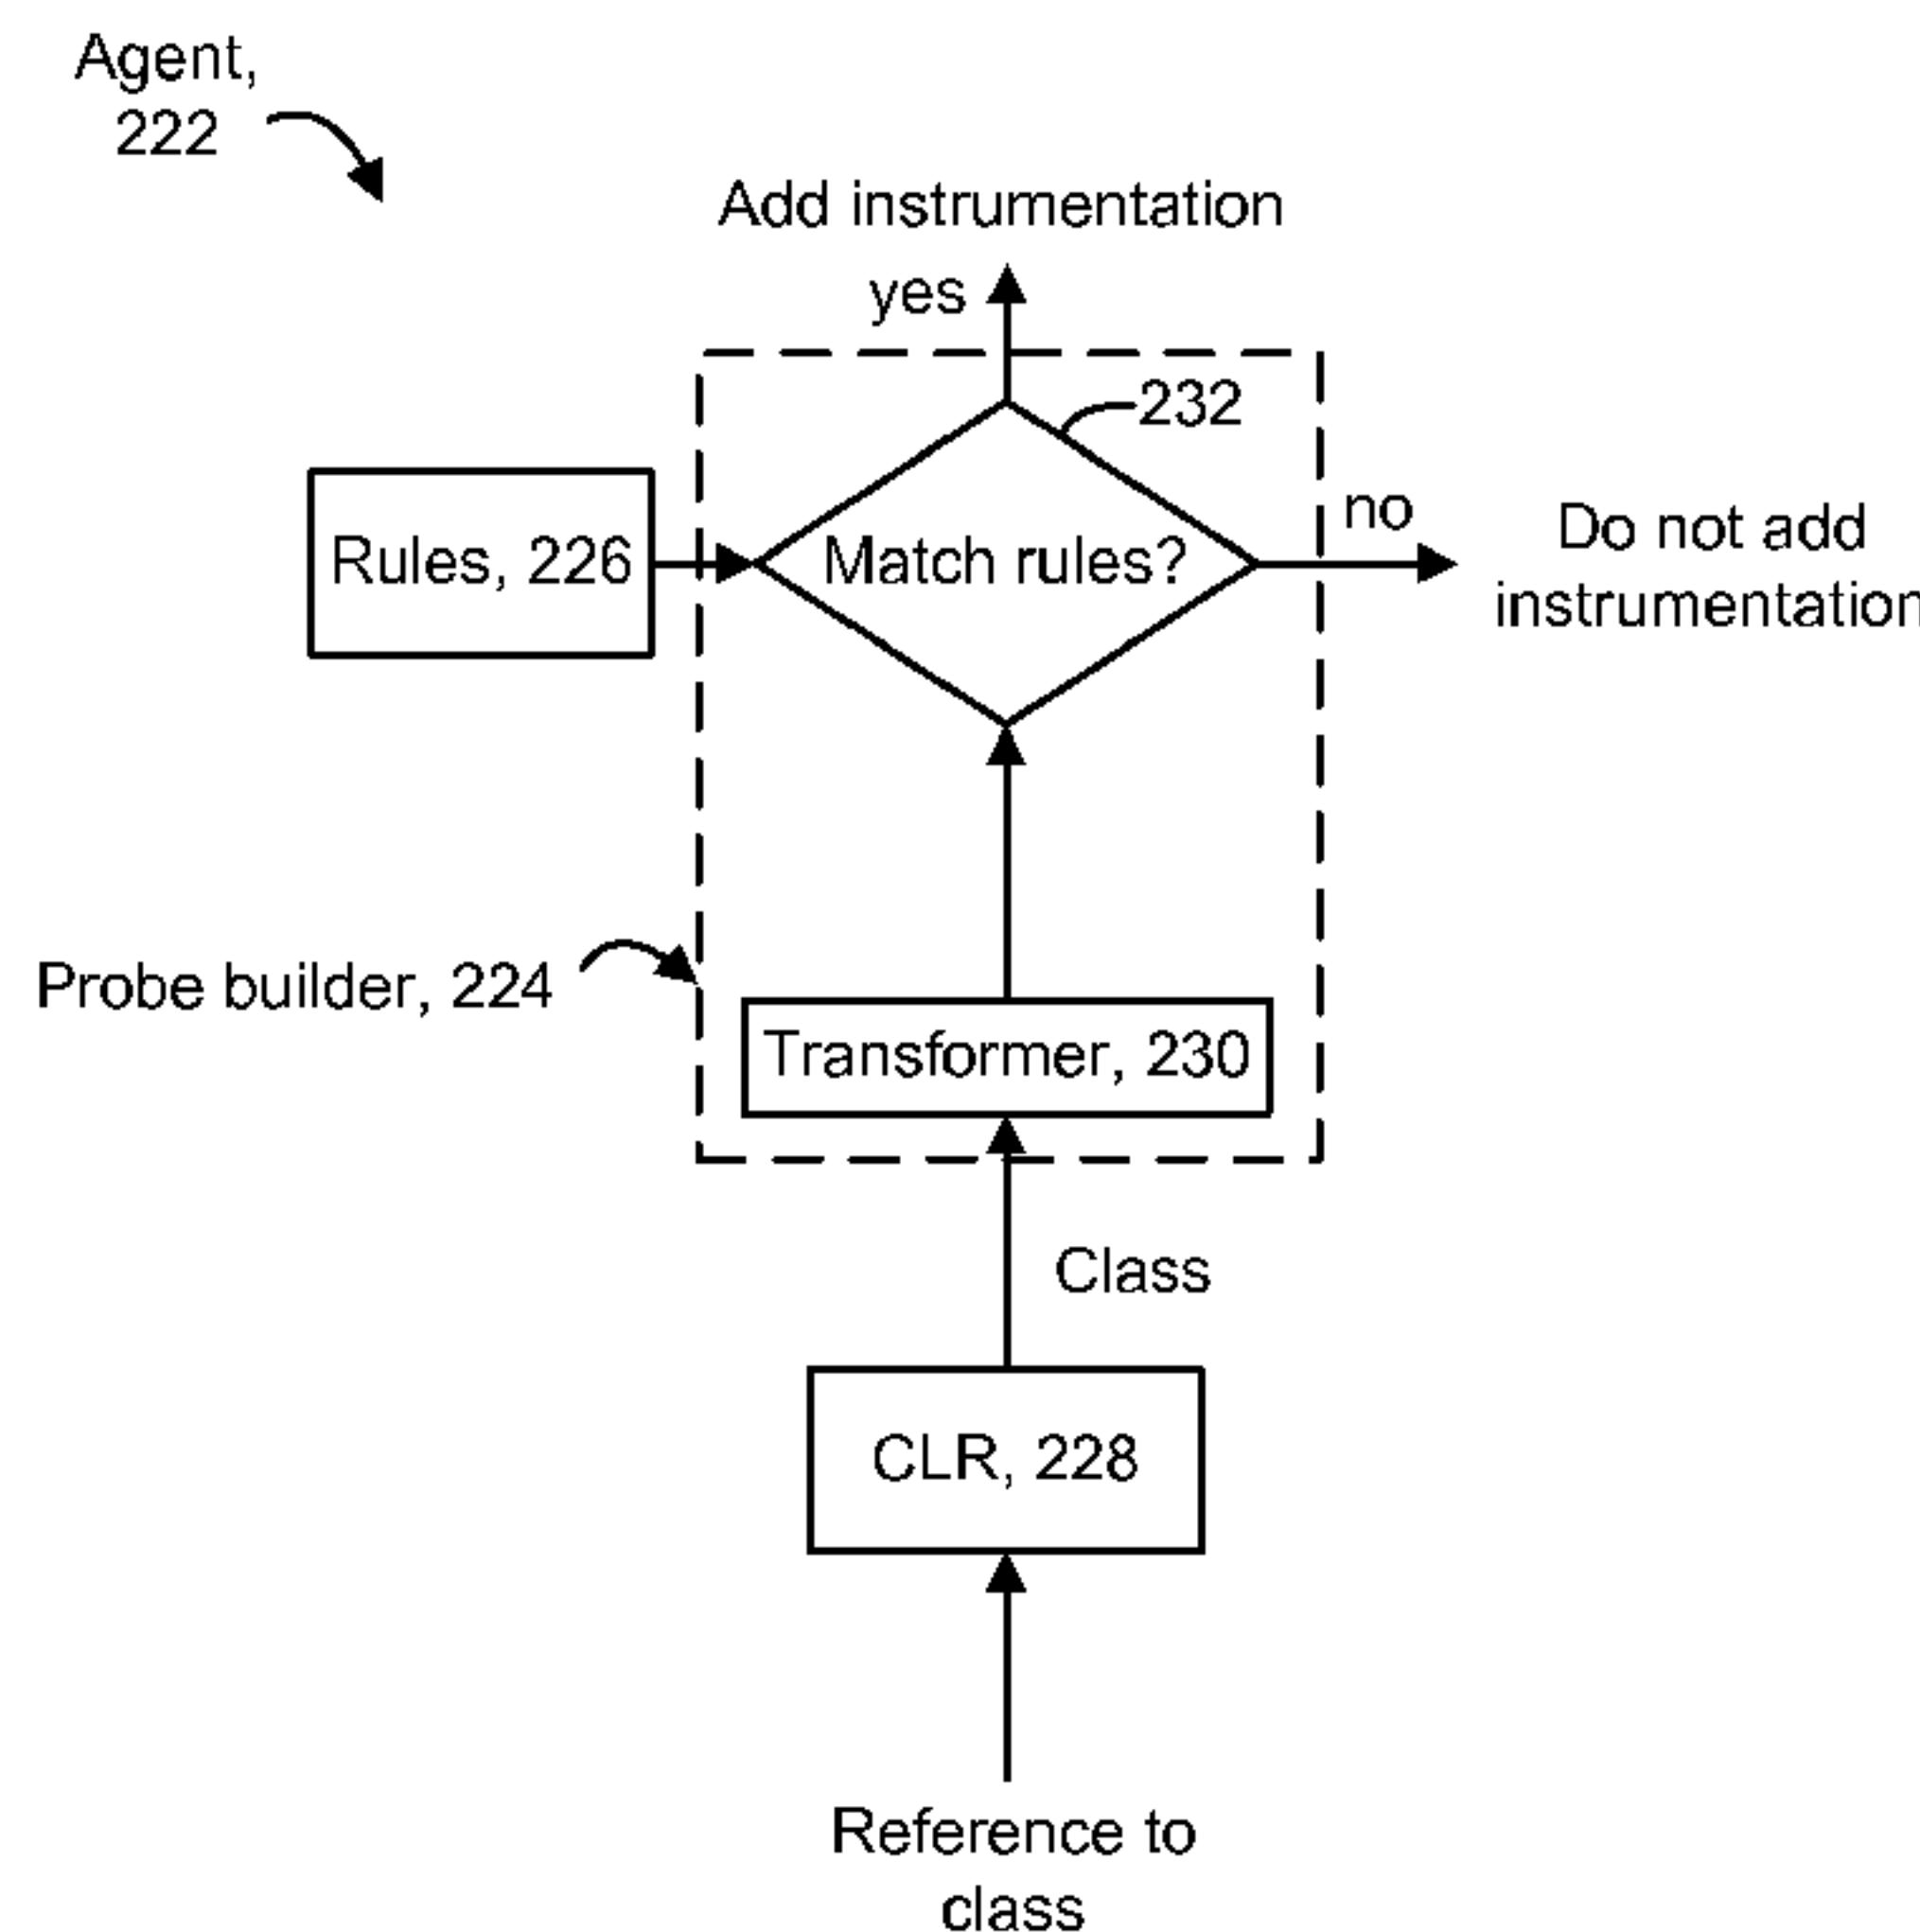 Agent,
222
Add instrumentation
yes
232
Rules, 226
Match rules?
no
Do not add
instrumentation
Probe builder, 224
Transformer, 230
Class
CLR, 228
Reference to
class